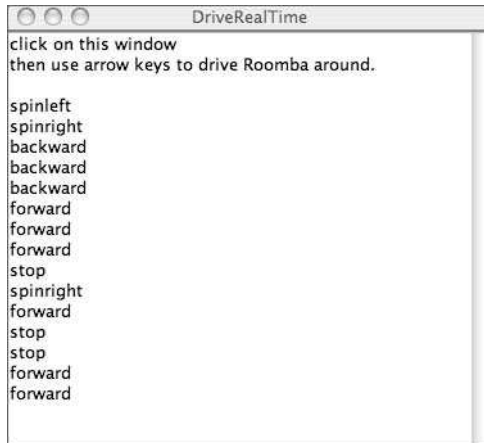 DriveRealTime
click on this window
then use arrow keys to drive Roomba around.
spinleft
spinright
backward
backward
backward
forward
forward
forward
stop
spinright
forward
stop
stop
forward
forward